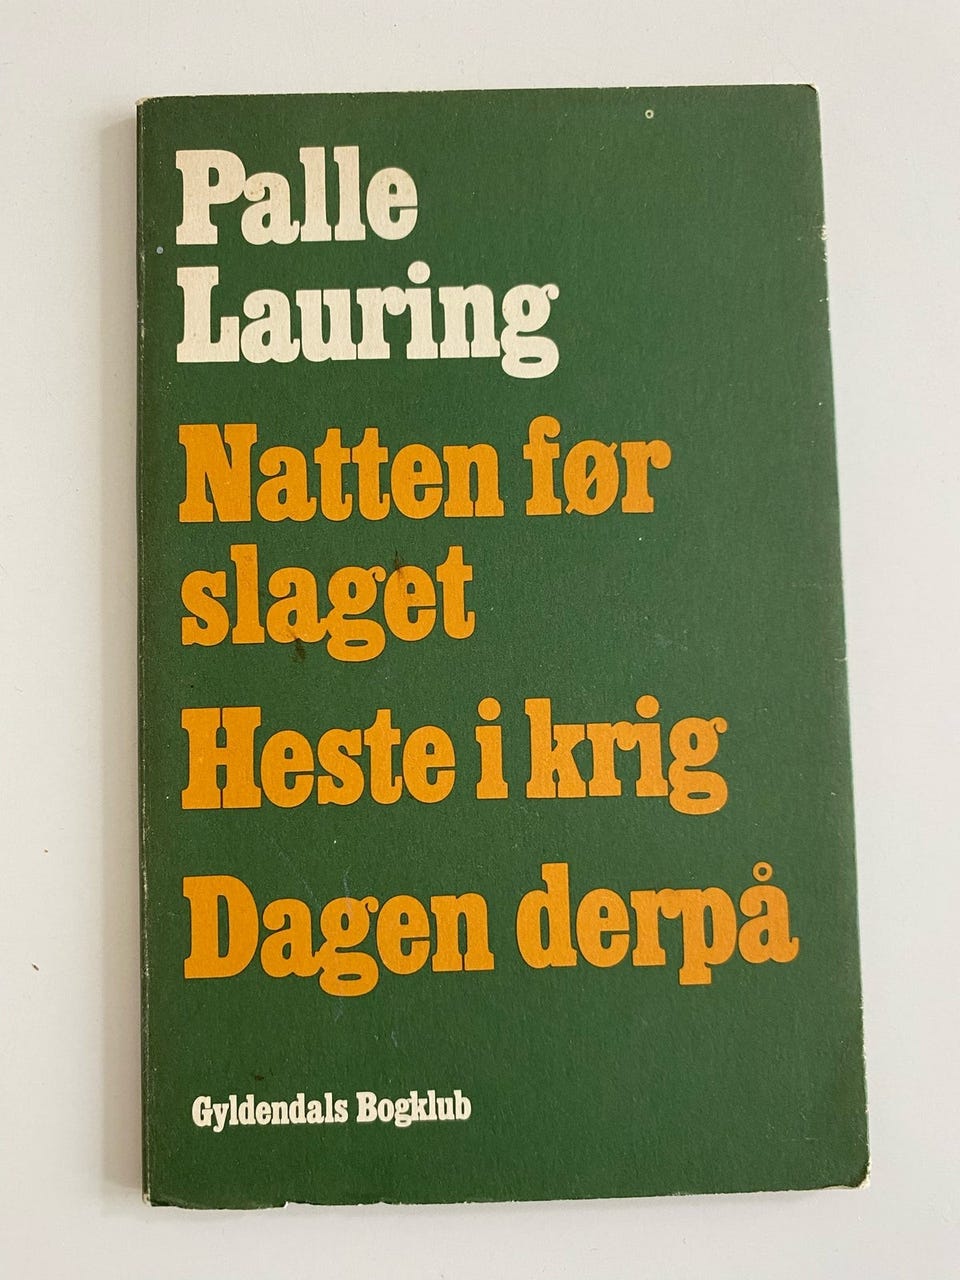 Palle
Lauring
Natten før
slaget
Heste i krig
Dagen derpå
Gyldendals Bogklub